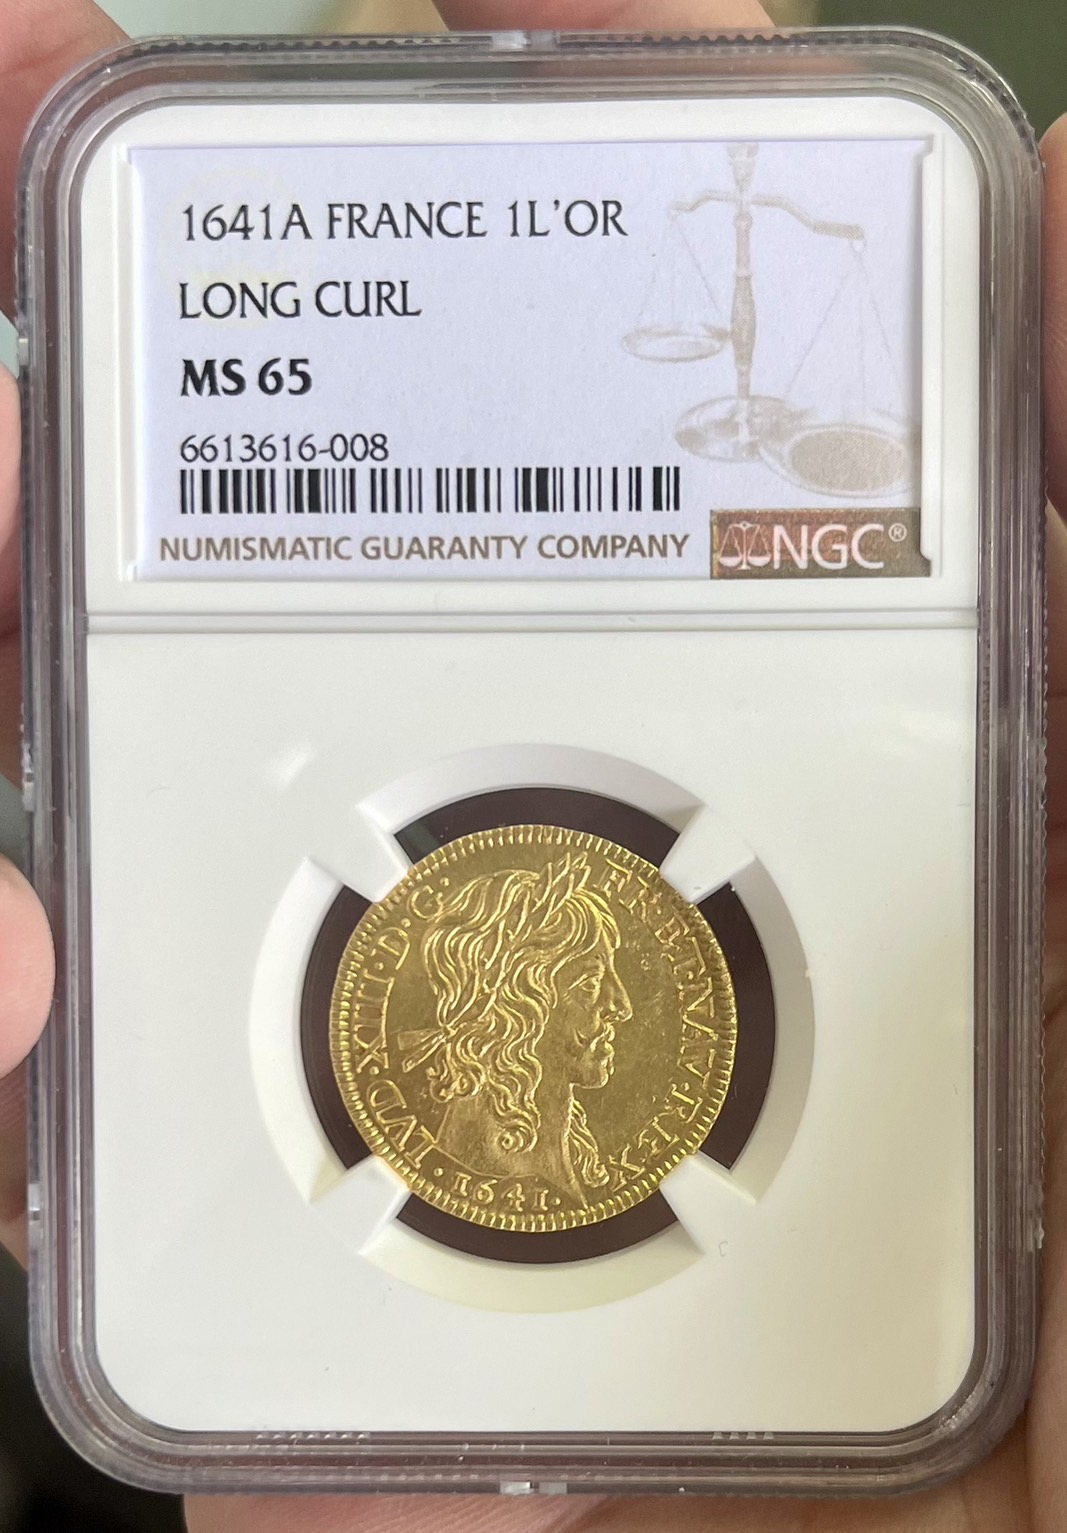 1641A FRANCE 1L'OR
LONG CURL
MS 65
6613616-008
NUMISMATIC GUARANTY COMPANY
NGC®
LVD·XIII·D·G·
FR·ET·NAV·REX
·1641·